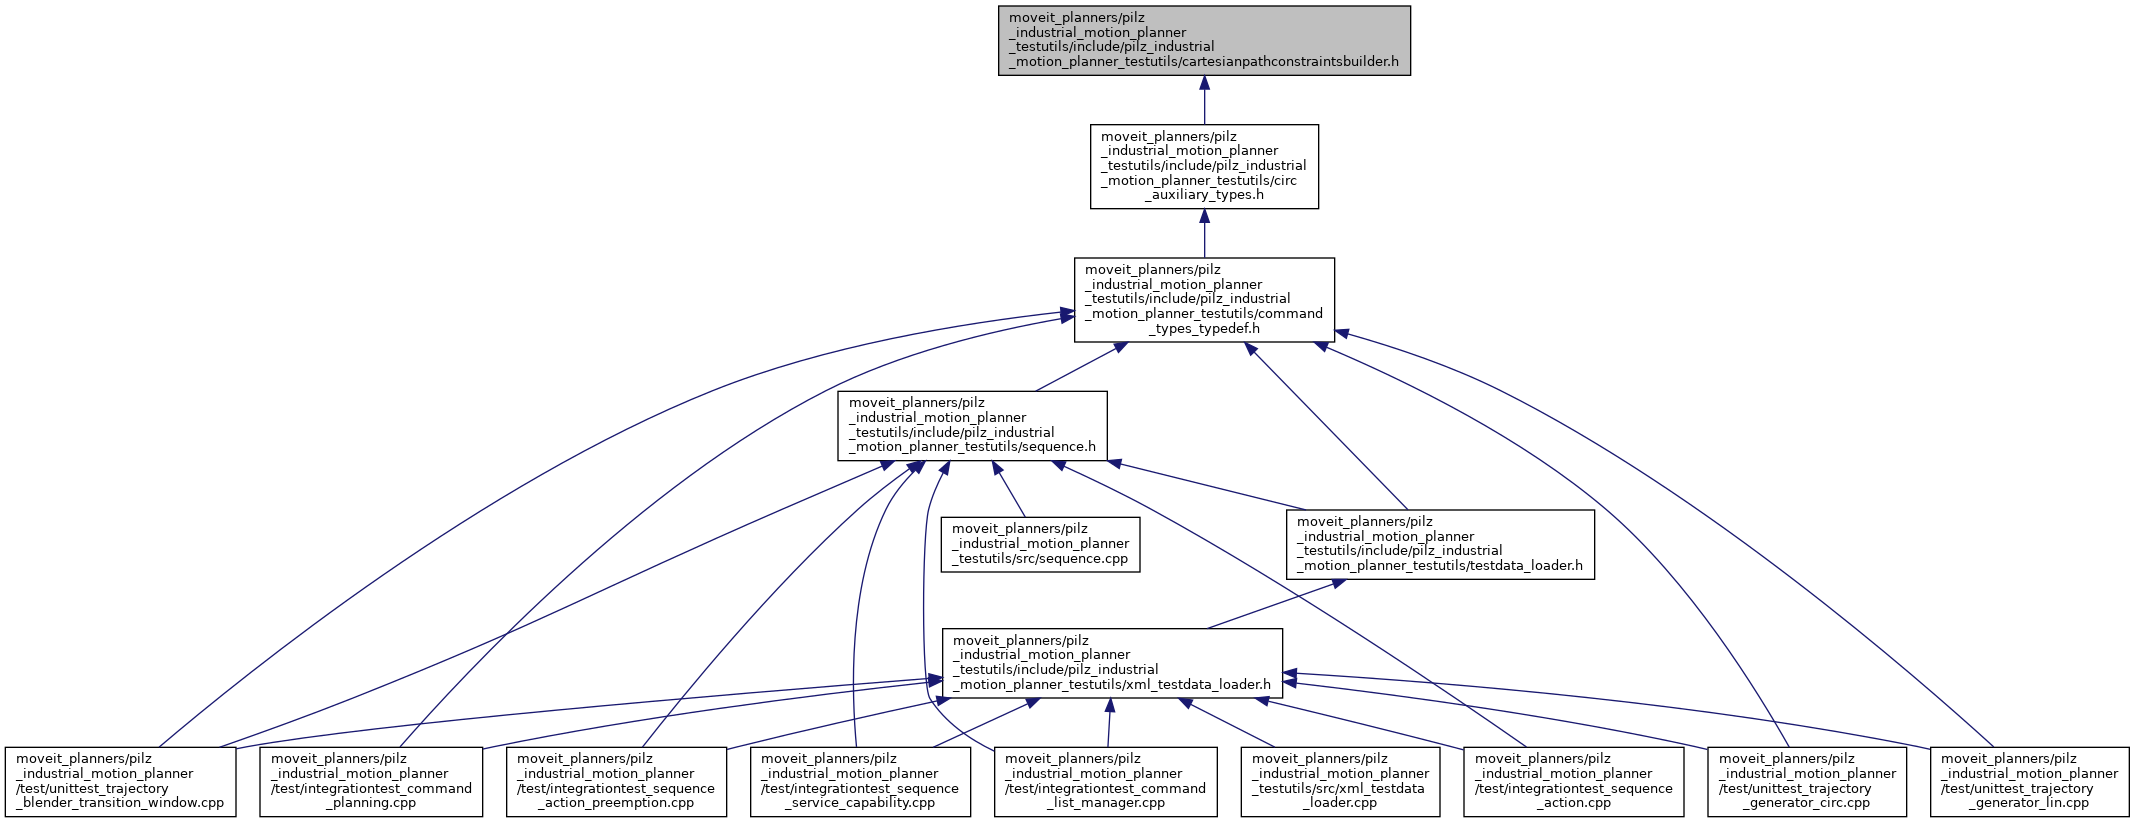 moveit_planners/pilz
_industrial_motion_planner
_testutils/include/pilz_industrial
_motion_planner_testutils/cartesianpathconstraintsbuilder.h
moveit_planners/pilz
_industrial_motion_planner
_testutils/include/pilz_industrial
_motion_planner_testutils/circ
_auxiliary_types.h
moveit_planners/pilz
_industrial_motion_planner
_testutils/include/pilz_industrial
_motion_planner_testutils/command
_types_typedef.h
moveit_planners/pilz
_industrial_motion_planner
_testutils/include/pilz_industrial
_motion_planner_testutils/sequence.h
moveit_planners/pilz
_industrial_motion_planner
_testutils/src/sequence.cpp
moveit_planners/pilz
_industrial_motion_planner
_testutils/include/pilz_industrial
_motion_planner_testutils/testdata_loader.h
moveit_planners/pilz
_industrial_motion_planner
_testutils/include/pilz_industrial
_motion_planner_testutils/xml_testdata_loader.h
moveit_planners/pilz
_industrial_motion_planner
/test/unittest_trajectory
_blender_transition_window.cpp
moveit_planners/pilz
_industrial_motion_planner
/test/integrationtest_command
_planning.cpp
moveit_planners/pilz
_industrial_motion_planner
/test/integrationtest_sequence
_action_preemption.cpp
moveit_planners/pilz
_industrial_motion_planner
/test/integrationtest_sequence
_service_capability.cpp
moveit_planners/pilz
_industrial_motion_planner
/test/integrationtest_command
_list_manager.cpp
moveit_planners/pilz
_industrial_motion_planner
_testutils/src/xml_testdata
_loader.cpp
moveit_planners/pilz
_industrial_motion_planner
/test/integrationtest_sequence
_action.cpp
moveit_planners/pilz
_industrial_motion_planner
/test/unittest_trajectory
_generator_circ.cpp
moveit_planners/pilz
_industrial_motion_planner
/test/unittest_trajectory
_generator_lin.cpp